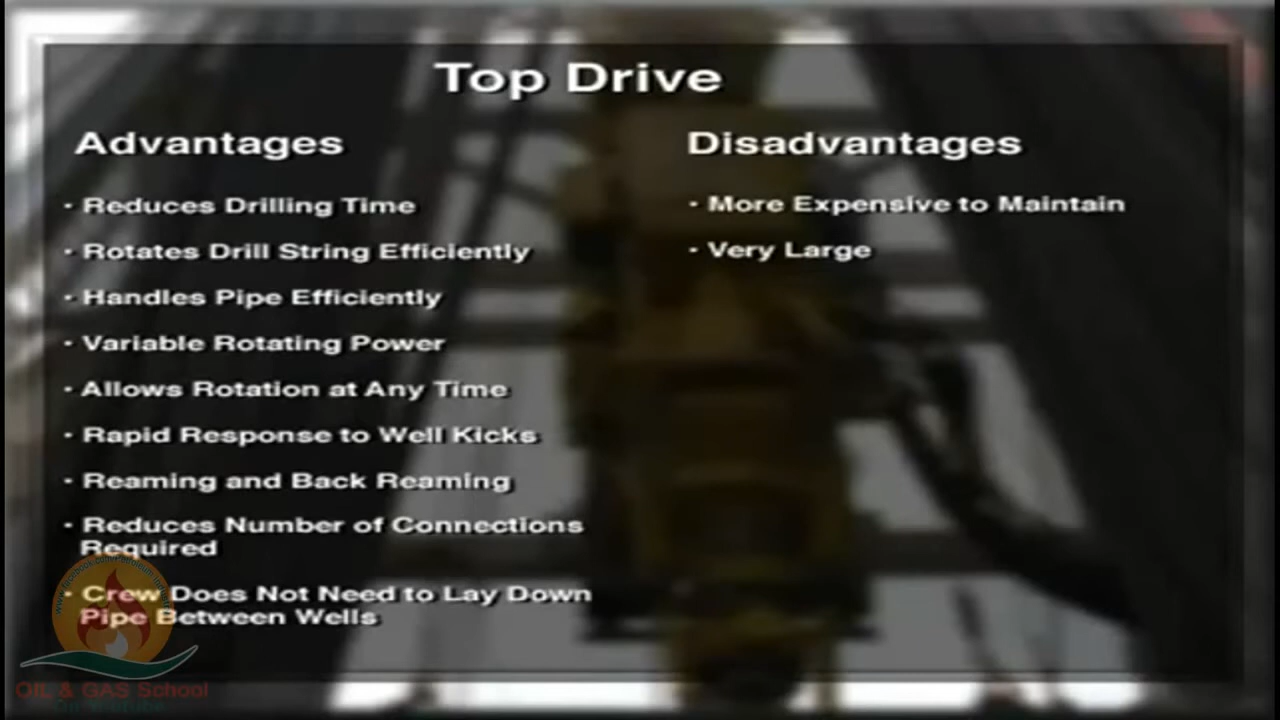 Top Drive
Advantages
· Reduces Drilling Time
· Rotates Drill String Efficiently
· Handles Pipe Efficiently
· Variable Rotating Power
· Allows Rotation at Any Time
· Rapid Response to Well Kicks
· Reaming and Back Reaming
· Reduces Number of Connections
Required
· Crew Does Not Need to Lay Down
Pipe Between Wells
Disadvantages
· More Expensive to Maintain
· Very Large
OIL & GAS School
On YouTube